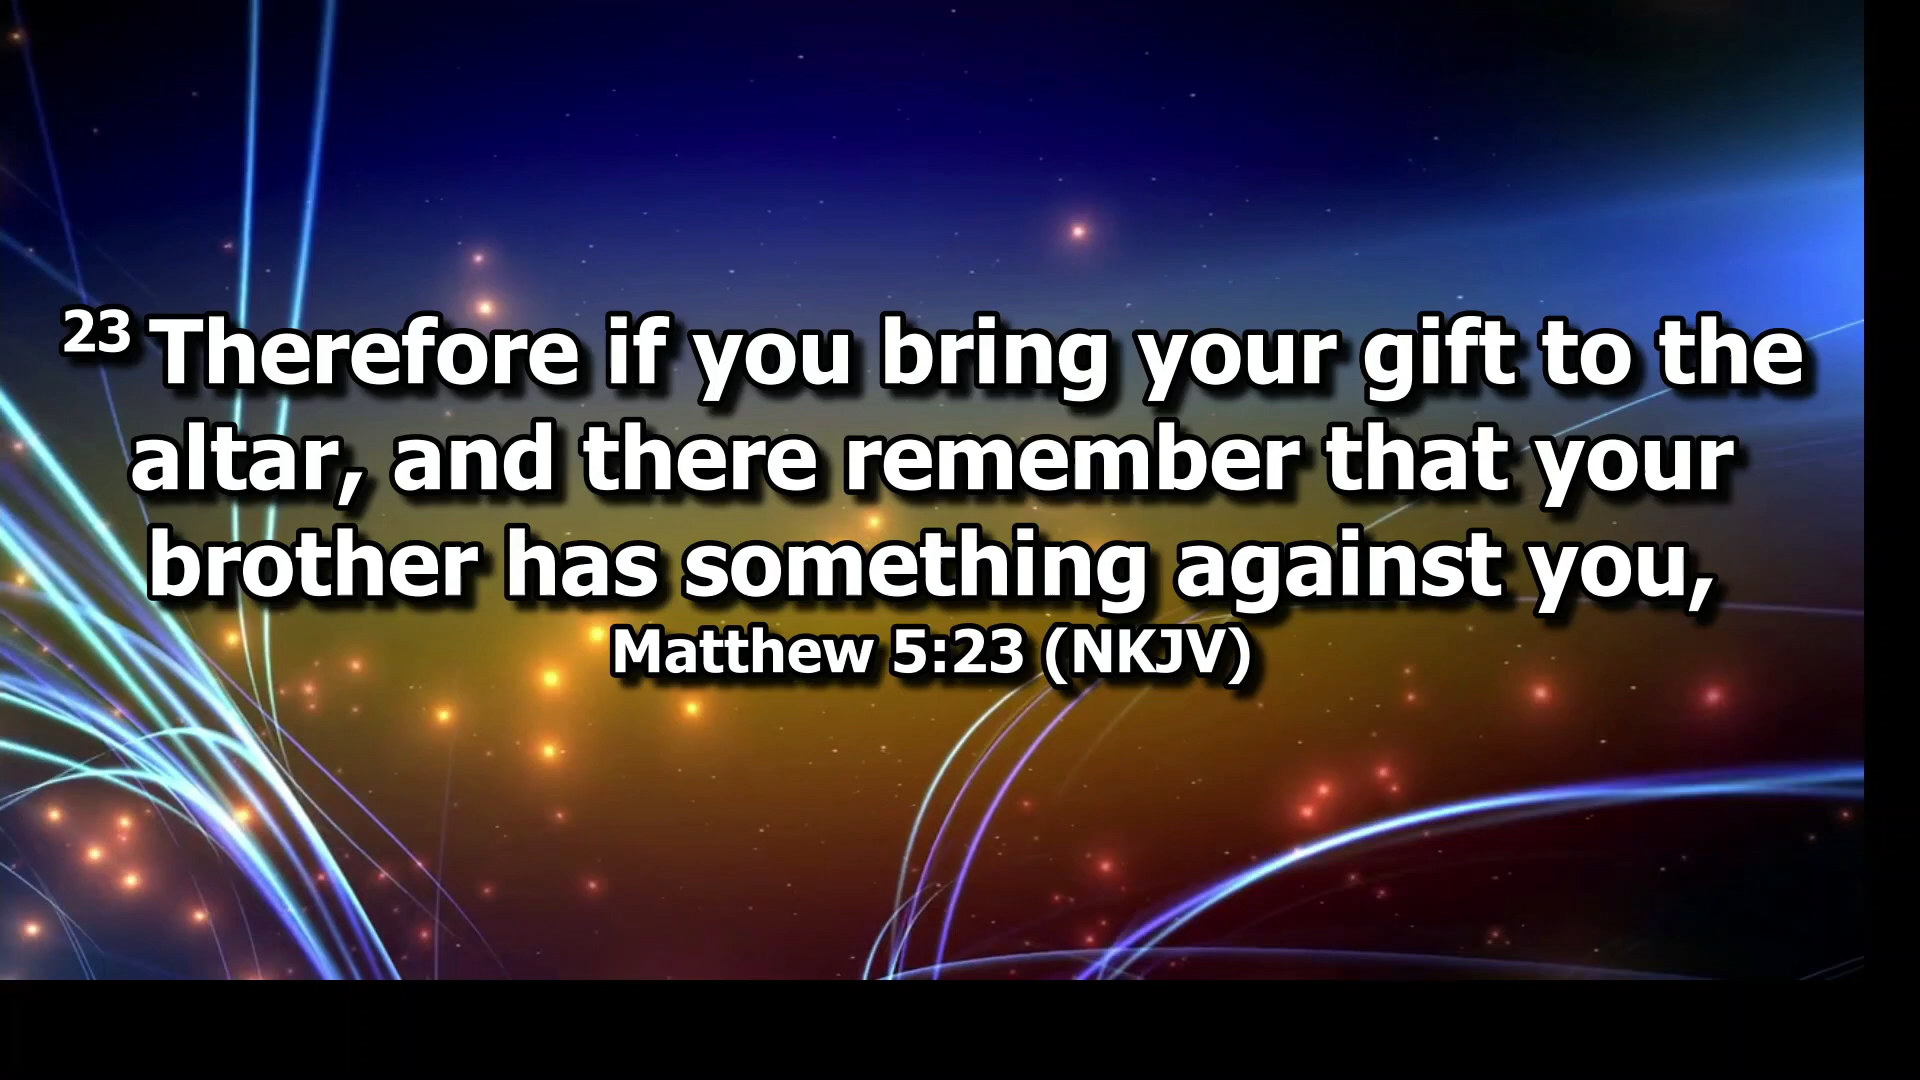 23 Therefore if you bring your gift to the
altar, and there remember that your
brother has something against you,
Matthew 5:23 (NKJV)